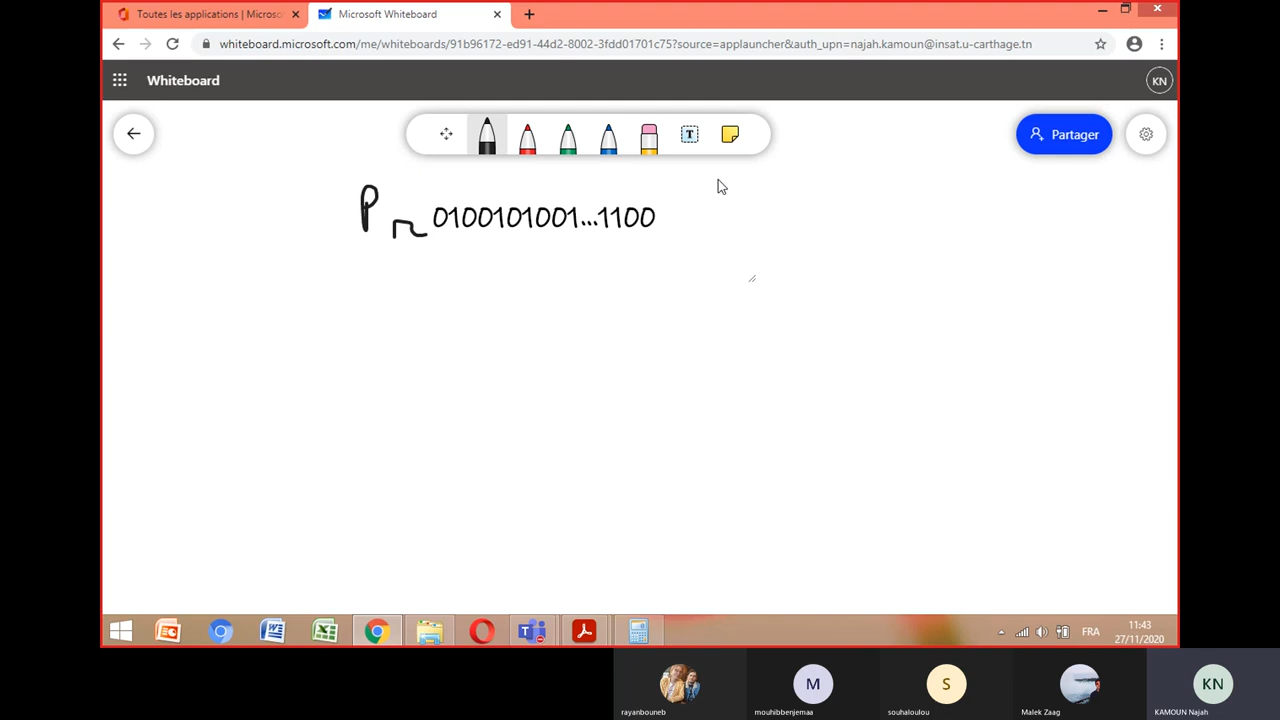 Toutes les applications | Microso
Microsoft Whiteboard
whiteboard.microsoft.com/me/whiteboards/91b96172-ed91-44d2-8002-3fdd01701c75?source=applauncher&auth_upn=najah.kamoun@insat.u-carthage.tn
Whiteboard
KN
T
Partager
P 0100101001...1100
FRA
11:43
27/11/2020
M
S
KN
rayanbouneb
mouhibbenjemaa
souhaloulou
Malek Zaag
KAMOUN Najah